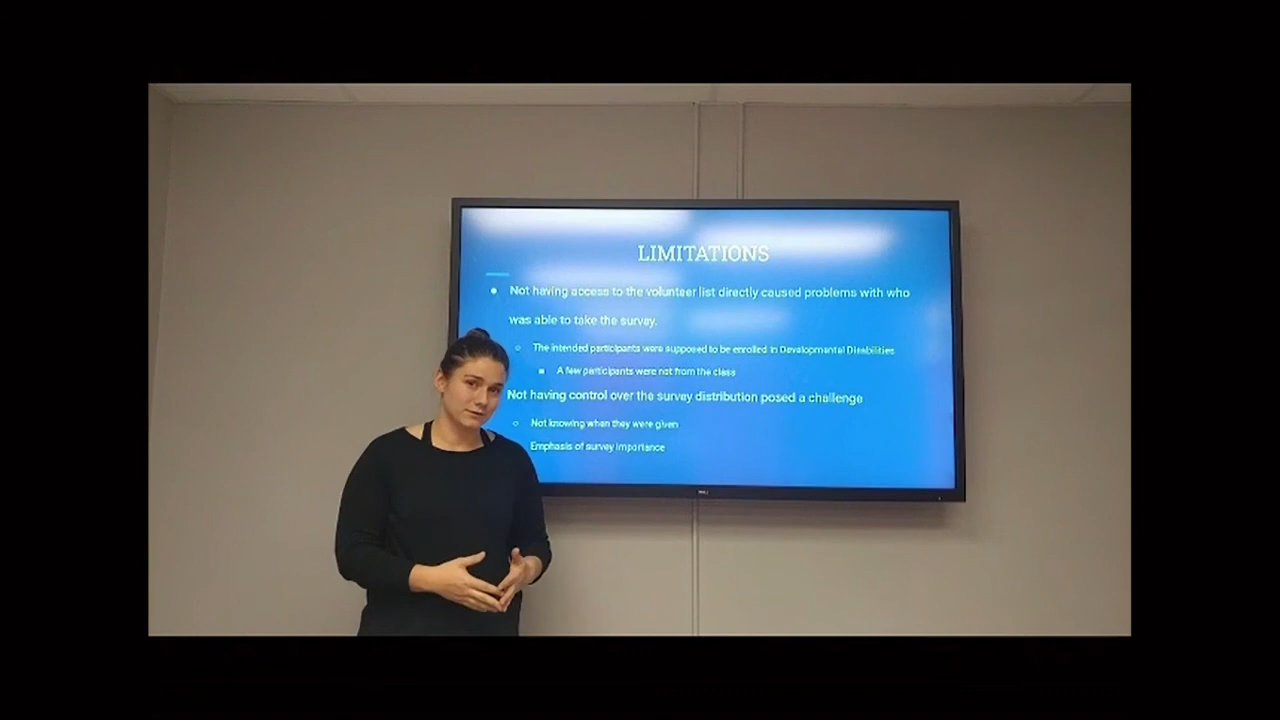 LIMITATIONS
Not having access to the volunteer list directly caused problems with who
was able to take the survey.
The intended participants were supposed to be enrolled in Developmental Disabilities
A few participants were not from the class
Not having control over the survey distribution posed a challenge
Not knowing when they were given
Emphasis of survey importance